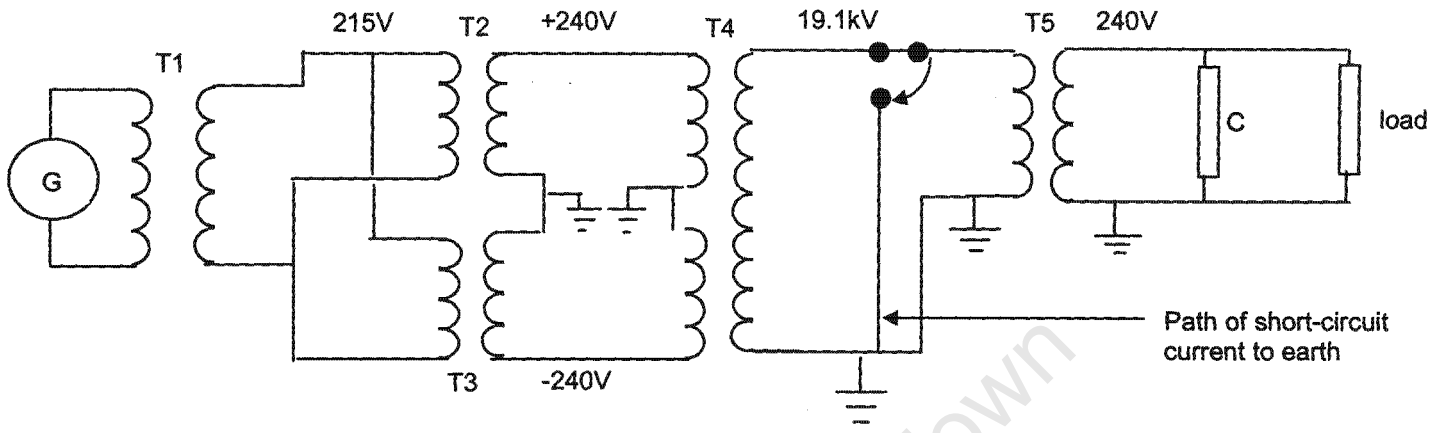 215V
T2
+240V
T4
19.1kV
T5
240V
T1
G
C
load
T3
-240V
Path of short-circuit
current to earth